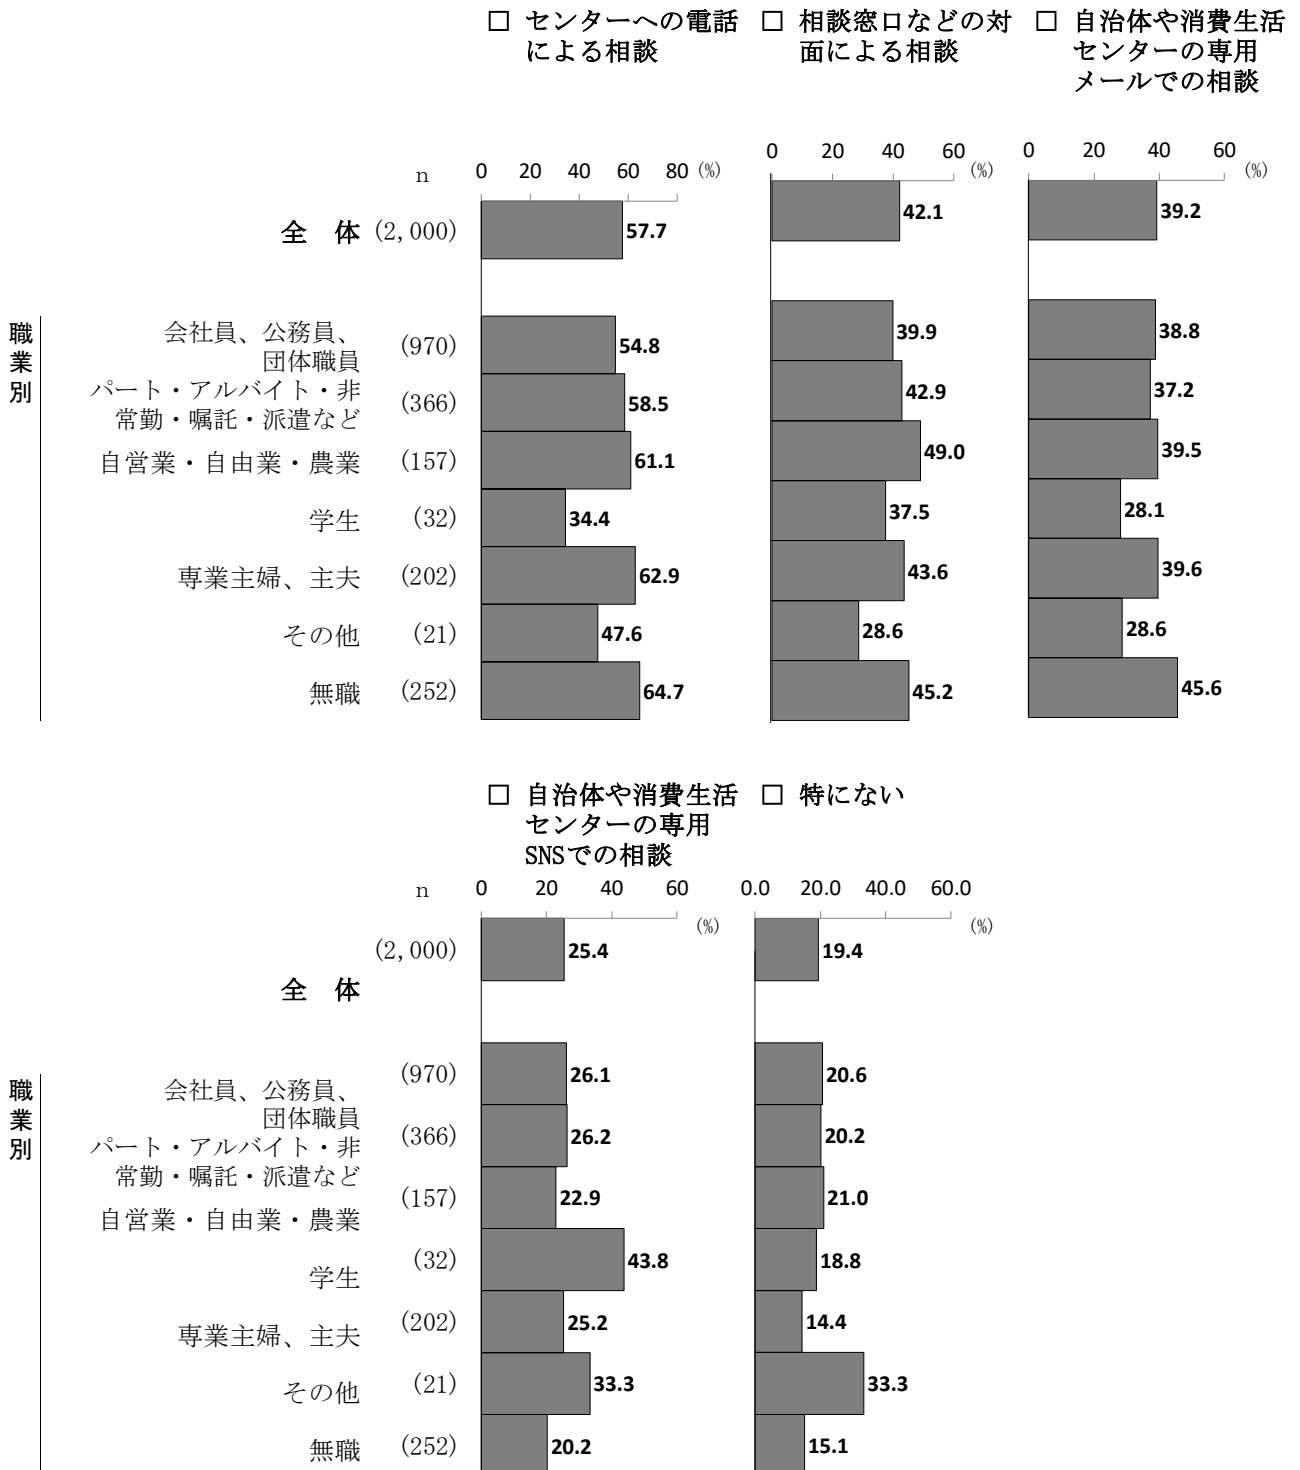 □ センターへの電話
による相談
□ 相談窓口などの対
面による相談
□ 自治体や消費生活
センターの専用
メールでの相談
n
0 20 40 60 80 (%)
0 20 40 60 (%)
0 20 40 60 (%)
全 体 (2,000) 57.7 42.1 39.2
職業別
会社員、公務員、
団体職員 (970) 54.8 39.9 38.8
パート・アルバイト・非
常勤・嘱託・派遣など (366) 58.5 42.9 37.2
自営業・自由業・農業 (157) 61.1 49.0 39.5
学生 (32) 34.4 37.5 28.1
専業主婦、主夫 (202) 62.9 43.6 39.6
その他 (21) 47.6 28.6 28.6
無職 (252) 64.7 45.2 45.6
□ 自治体や消費生活
センターの専用
SNSでの相談
□ 特にない
n
0 20 40 60 (%)
0.0 20.0 40.0 60.0 (%)
全 体 (2,000) 25.4 19.4
職業別
会社員、公務員、
団体職員 (970) 26.1 20.6
パート・アルバイト・非
常勤・嘱託・派遣など (366) 26.2 20.2
自営業・自由業・農業 (157) 22.9 21.0
学生 (32) 43.8 18.8
専業主婦、主夫 (202) 25.2 14.4
その他 (21) 33.3 33.3
無職 (252) 20.2 15.1